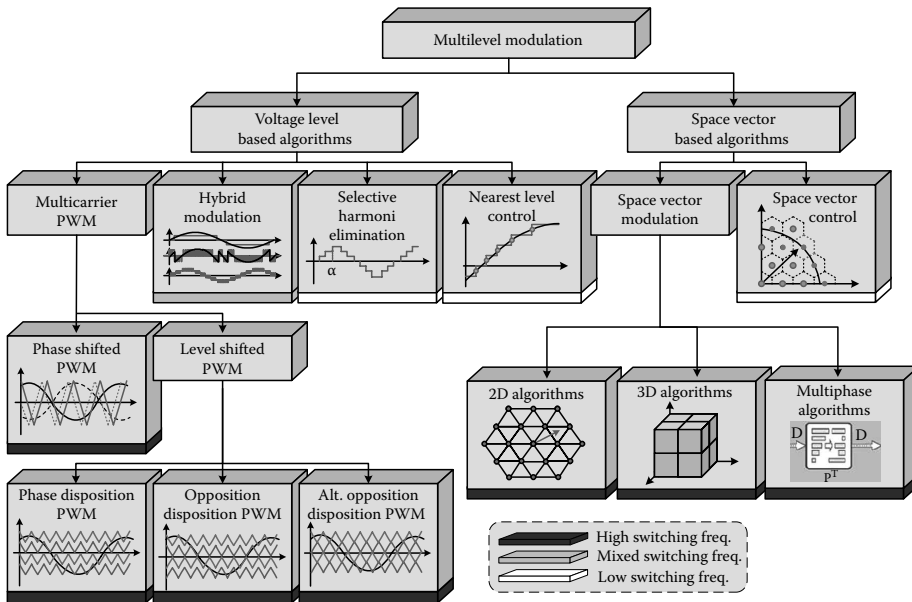 Multilevel modulation
Voltage level
based algorithms
Space vector
based algorithms
Multicarrier
PWM
Hybrid
modulation
Selective
harmoni
elimination
α
Nearest level
control
Space vector
modulation
Space vector
control
Phase shifted
PWM
Level shifted
PWM
2D algorithms
3D algorithms
Multiphase
algorithms
D
D
P^T
Phase disposition
PWM
Opposition
disposition PWM
Alt. opposition
disposition PWM
High switching freq.
Mixed switching freq.
Low switching freq.